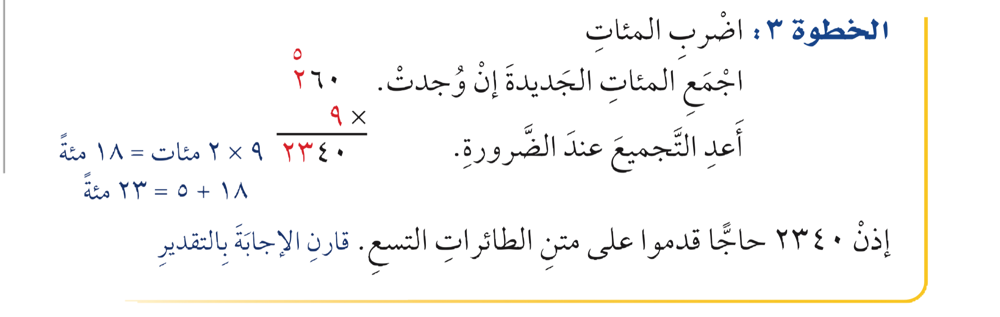 الخطوة ٣: اضْربِ المئاتِ
٥
اجْمَعِ المئاتِ الجَديدةَ إنْ وُجدتْ. ٢٦٠
× ٩
أَعدِ التَّجميعَ عندَ الضَّرورةِ. ٢٣٤٠ ٩ × ٢ مئات = ١٨ مئةً
١٨ + ٥ = ٢٣ مئةً
إذنْ ٢٣٤٠ حاجًّا قدموا على متنِ الطائراتِ التسعِ. قارنِ الإجابَةَ بِالتقديرِ